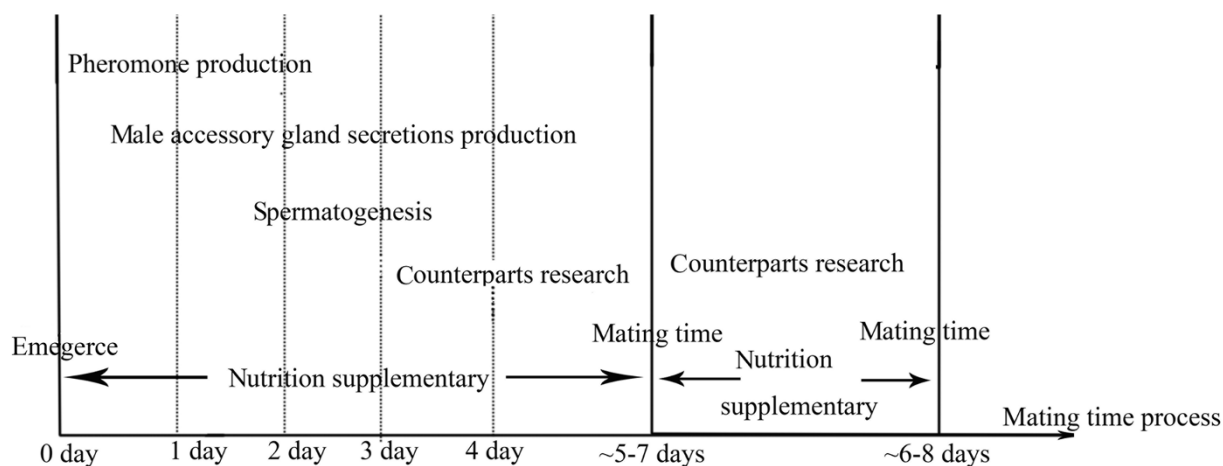 Pheromone production
Male accessory gland secretions production
Spermatogenesis
Counterparts research
Counterparts research
Emegerce
Mating time
Mating time
Nutrition supplementary
Nutrition
supplementary
Mating time process
0 day
1 day
2 day
3 day
4 day
~5-7 days
~6-8 days